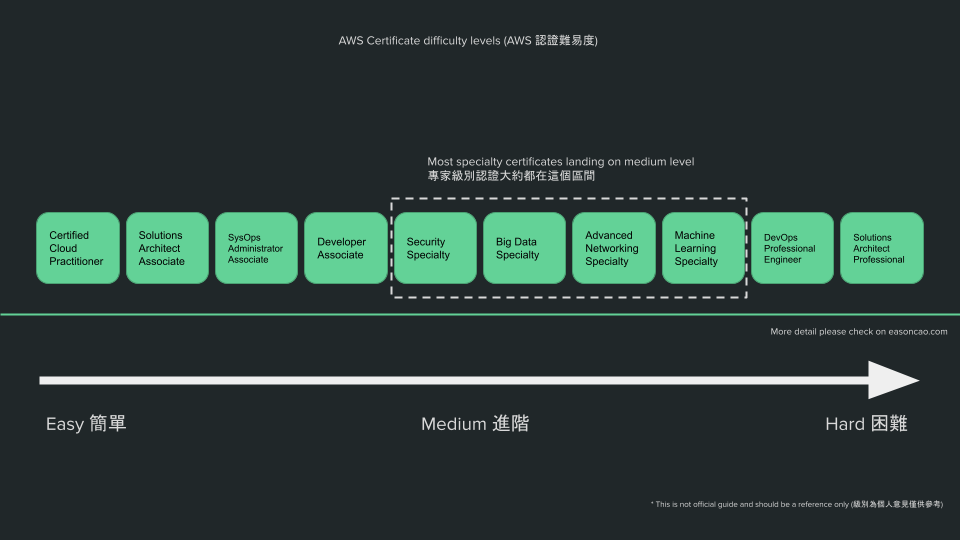 AWS Certificate difficulty levels (AWS 認證難易度)
Most specialty certificates landing on medium level
專家級別認證大約都在這個區間
Certified
Cloud
Practitioner
Solutions
Architect
Associate
SysOps
Administrator
Associate
Developer
Associate
Security
Specialty
Big Data
Specialty
Advanced
Networking
Specialty
Machine
Learning
Specialty
DevOps
Professional
Engineer
Solutions
Architect
Professional
More detail please check on easoncao.com
Easy 簡單
Medium 進階
Hard 困難
* This is not official guide and should be a reference only (級別為個人意見僅供參考)